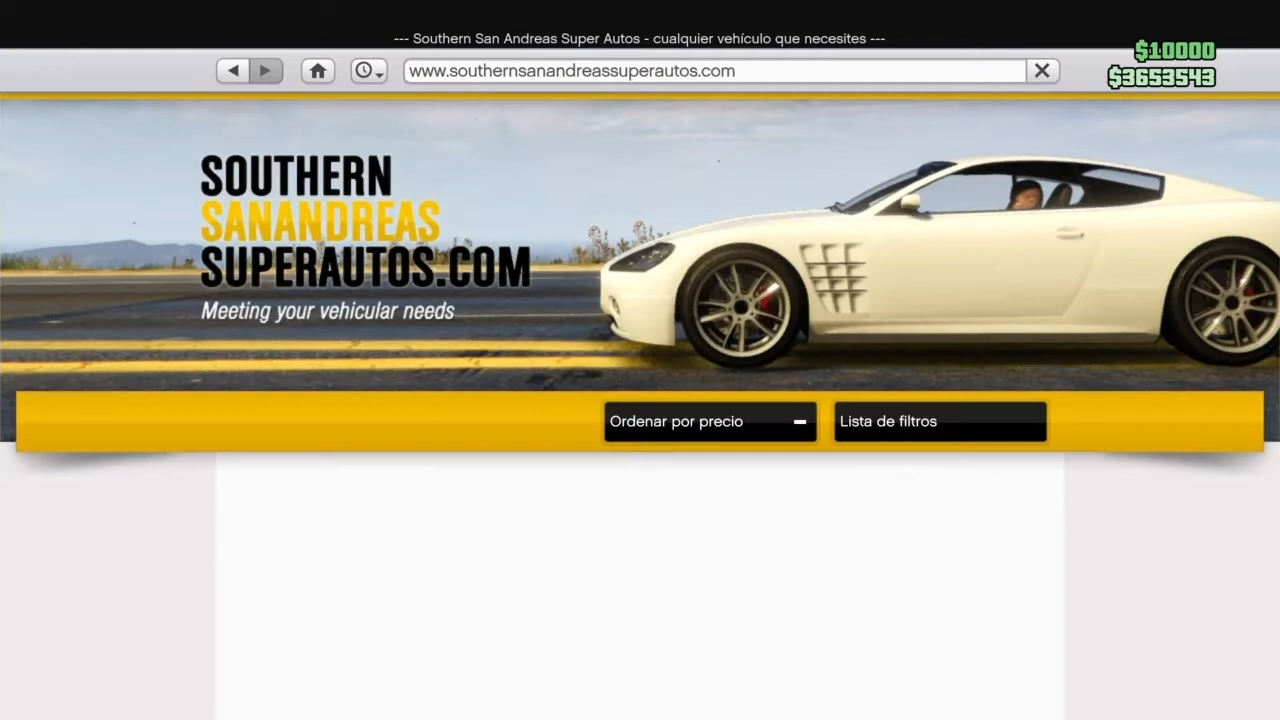 --- Southern San Andreas Super Autos - cualquier vehículo que necesites ---
$10000
www.southernsanandreassuperautos.com
$3653543
SOUTHERN
SANANDREAS
SUPERAUTOS.COM
Meeting your vehicular needs
Ordenar por precio
Lista de filtros